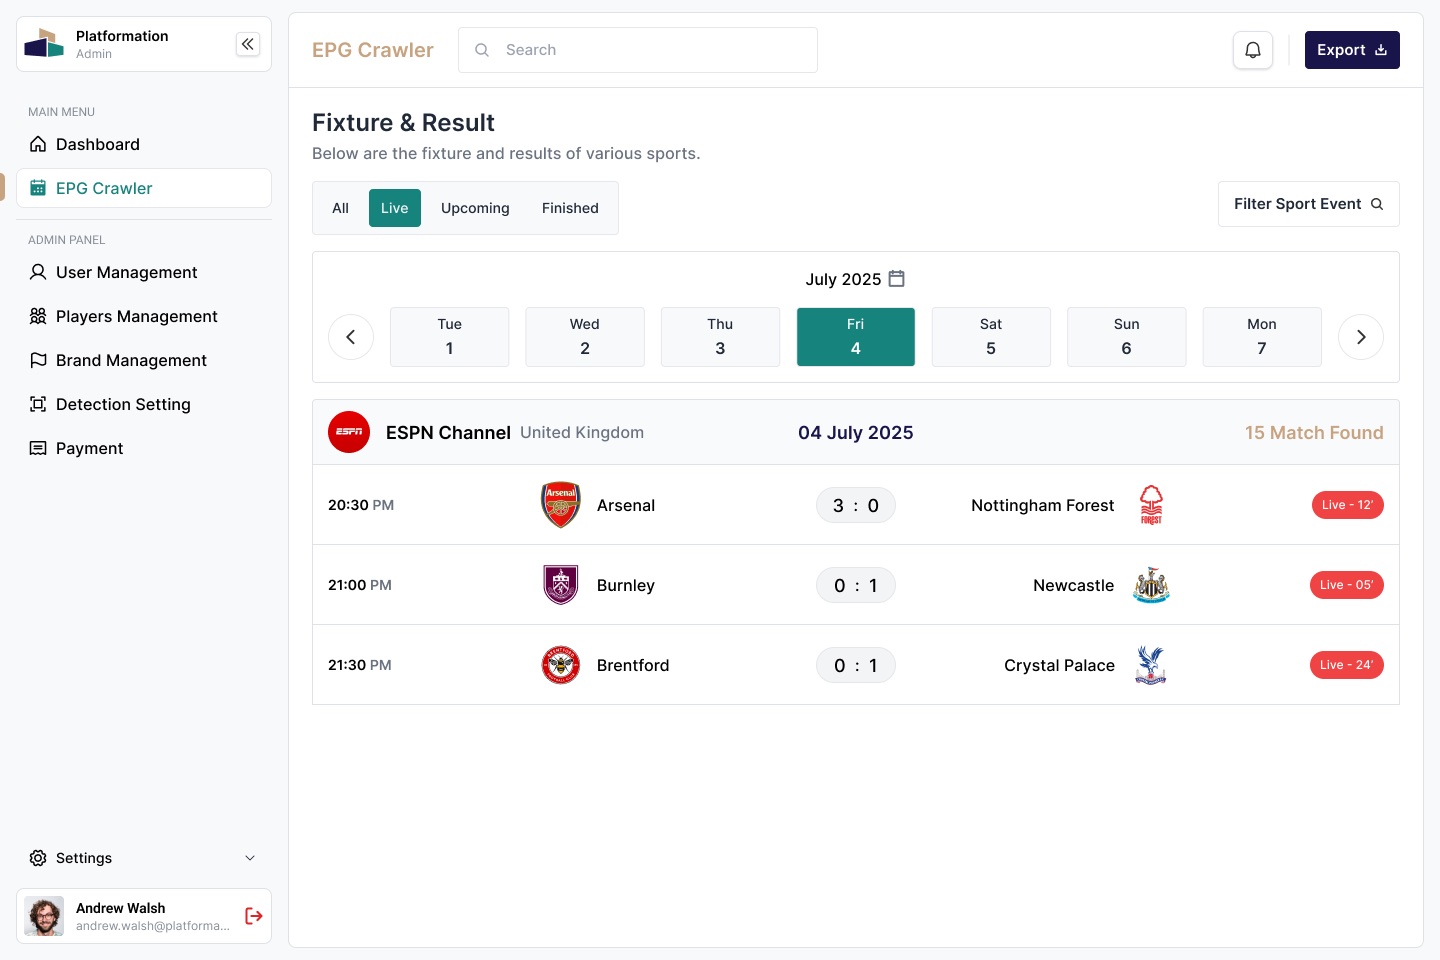 Platformation
Admin
MAIN MENU
Dashboard
EPG Crawler
ADMIN PANEL
User Management
Players Management
Brand Management
Detection Setting
Payment
Settings
Andrew Walsh
andrew.walsh@platforma...
EPG Crawler
Search
Export
Fixture & Result
Below are the fixture and results of various sports.
All
Live
Upcoming
Finished
Filter Sport Event
July 2025
Tue
1
Wed
2
Thu
3
Fri
4
Sat
5
Sun
6
Mon
7
ESPN
ESPN Channel United Kingdom
04 July 2025
15 Match Found
20:30 PM
Arsenal
Arsenal
3 : 0
Nottingham Forest
FOREST
Live - 12'
21:00 PM
Burnley
0 : 1
Newcastle
Live - 05'
21:30 PM
Brentford
0 : 1
Crystal Palace
Live - 24'